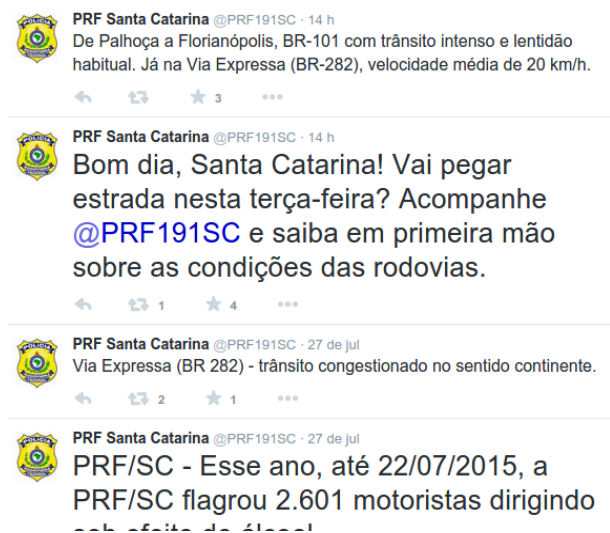 PRF Santa Catarina @PRF191SC · 14 h
De Palhoça a Florianópolis, BR-101 com trânsito intenso e lentidão
habitual. Já na Via Expressa (BR-282), velocidade média de 20 km/h.
3
PRF Santa Catarina @PRF191SC · 14 h
Bom dia, Santa Catarina! Vai pegar
estrada nesta terça-feira? Acompanhe
@PRF191SC e saiba em primeira mão
sobre as condições das rodovias.
1 4
PRF Santa Catarina @PRF191SC · 27 de jul
Via Expressa (BR 282) - trânsito congestionado no sentido continente.
2 1
PRF Santa Catarina @PRF191SC · 27 de jul
PRF/SC - Esse ano, até 22/07/2015, a
PRF/SC flagrou 2.601 motoristas dirigindo
sob efeito de álcool